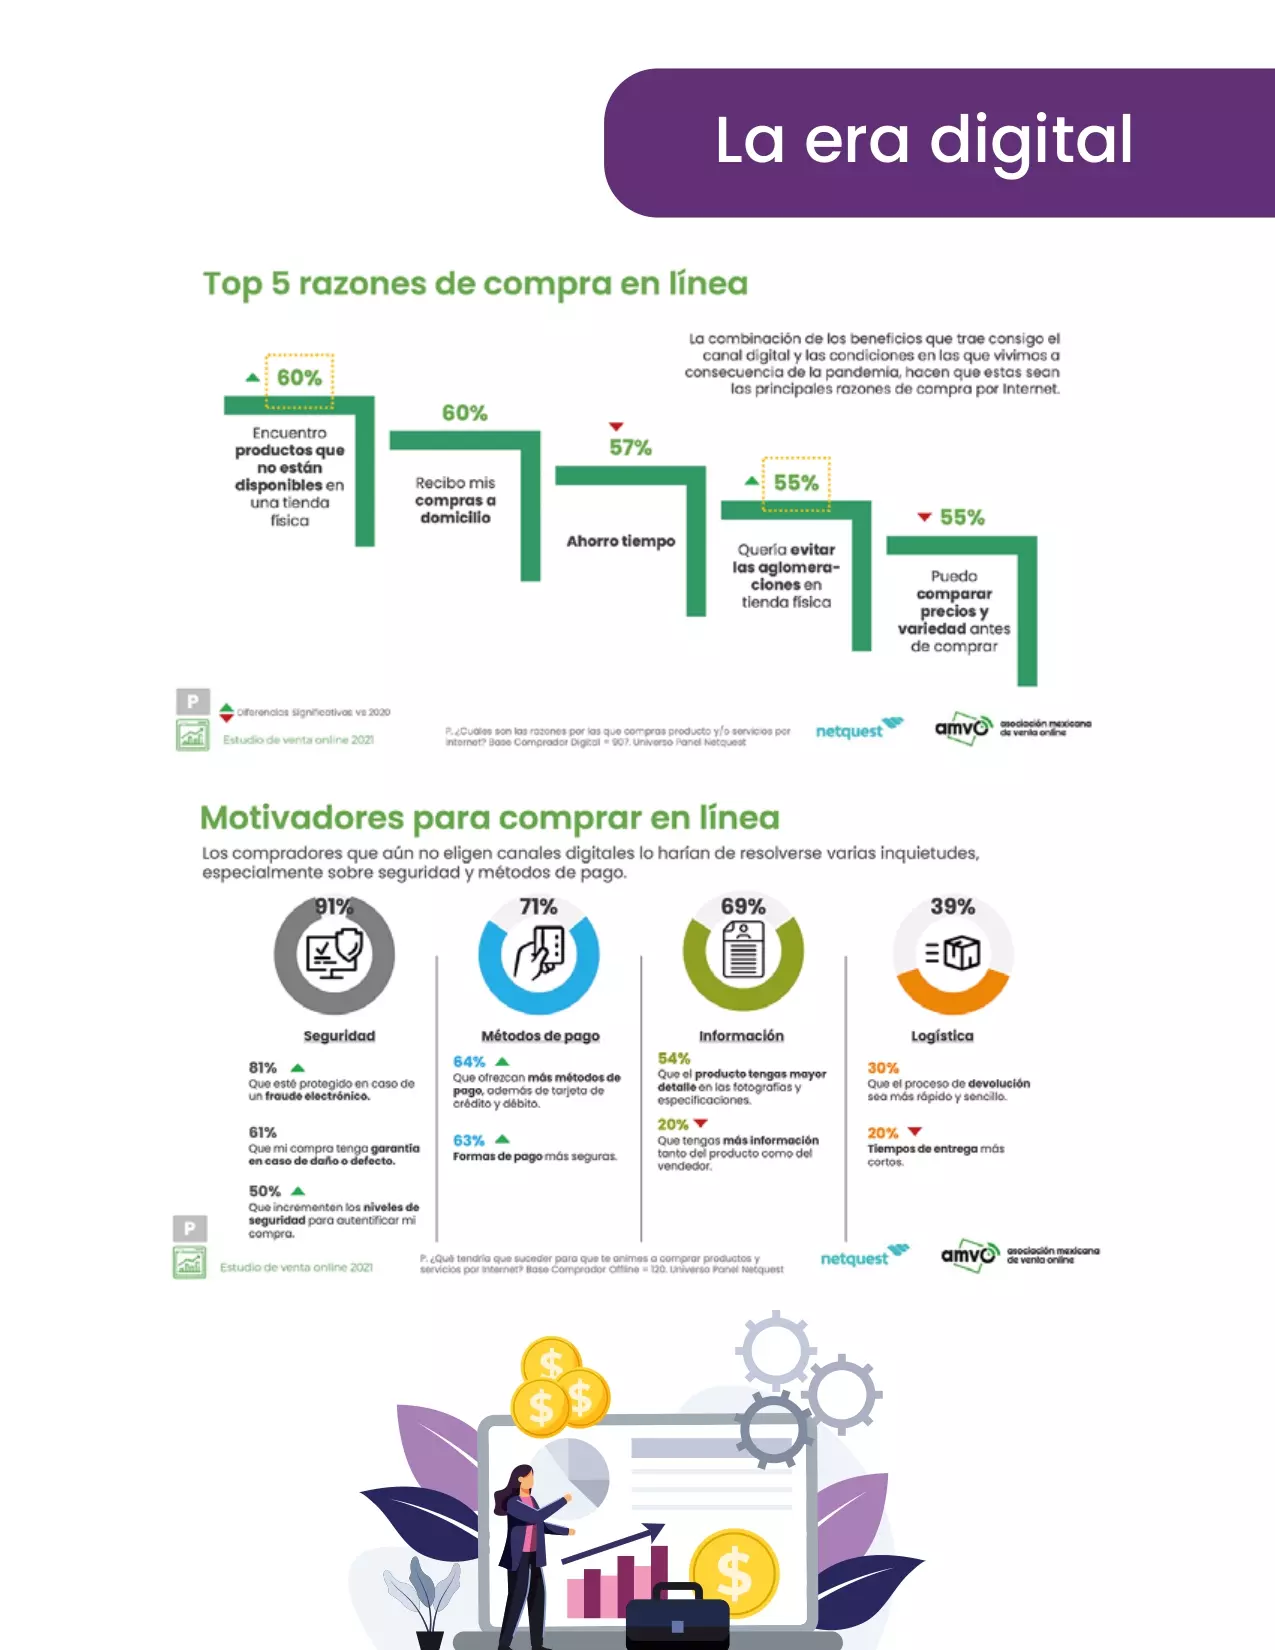 La era digital
Top 5 razones de compra en línea
La combinación de los beneficios que trae consigo el
canal digital y las condiciones en las que vivimos a
consecuencia de la pandemia, hacen que estas sean
las principales razones de compra por Internet.
60%
Encuentro
productos que
no están
disponibles en
una tienda
física
60%
Recibo mis
compras a
domicilio
57%
Ahorro tiempo
55%
Quería evitar
las aglomera-
ciones en
tienda física
55%
Puedo
comparar
precios y
variedad antes
de comprar
P
Diferencias significativas vs 2020
Estudio de venta online 2021
P. ¿Cuáles son las razones por las que compras producto y/o servicios por
Internet? Base Comprador Digital = 907. Universo Panel Netquest
netquest
amvo
asociación mexicana
de venta online
Motivadores para comprar en línea
Los compradores que aún no eligen canales digitales lo harían de resolverse varias inquietudes,
especialmente sobre seguridad y métodos de pago.
91%
Seguridad
81%
Que esté protegido en caso de
un fraude electrónico.
61%
Que mi compra tenga garantía
en caso de daño o defecto.
50%
Que incrementen los niveles de
seguridad para autentificar mi
compra.
71%
Métodos de pago
64%
Que ofrezcan más métodos de
pago, además de tarjeta de
crédito y débito.
63%
Formas de pago más seguras.
69%
Información
54%
Que el producto tengas mayor
detalle en las fotografías y
especificaciones.
20%
Que tengas más información
tanto del producto como del
vendedor.
39%
Logística
30%
Que el proceso de devolución
sea más rápido y sencillo.
20%
Tiempos de entrega más
cortos.
P
Estudio de venta online 2021
P. ¿Qué tendría que suceder para que te animes a comprar productos y
servicios por Internet? Base Comprador Offline = 120. Universo Panel Netquest
netquest
amvo
asociación mexicana
de venta online
$
$
$
$